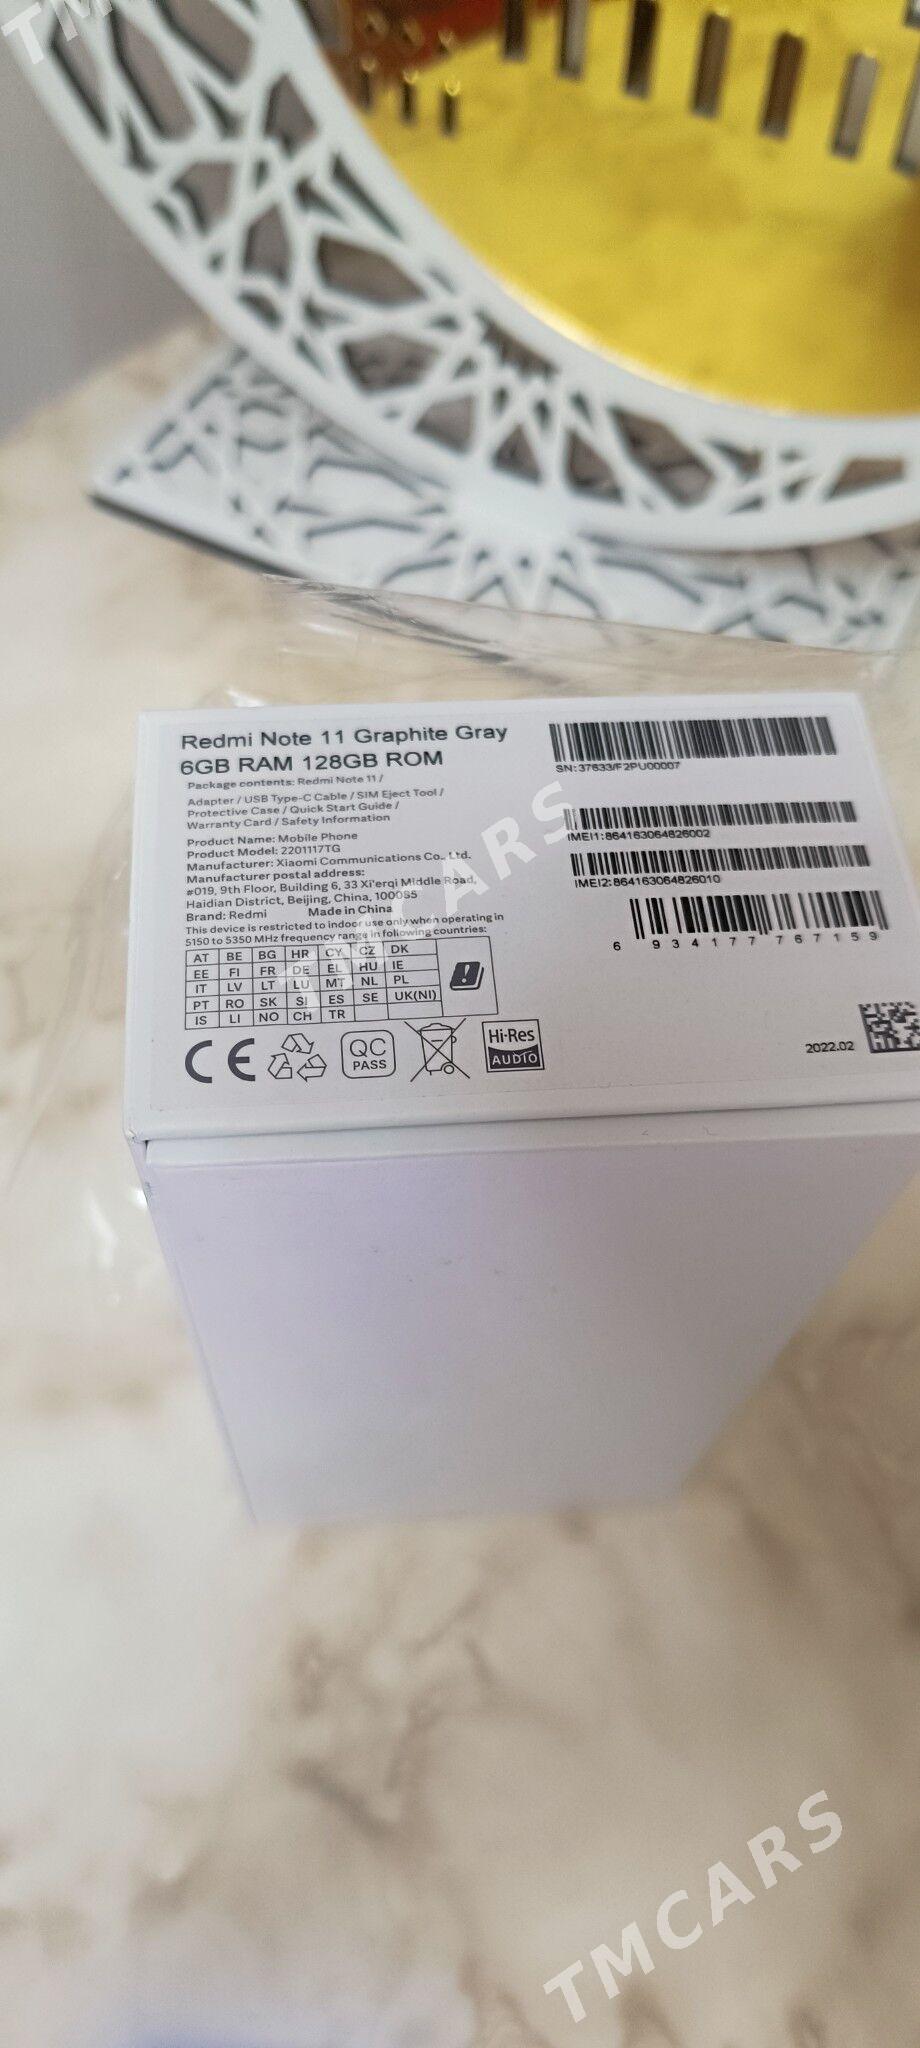 Redmi Note 11 Graphite Gray
6GB RAM 128GB ROM
Package contents: Redmi Note 11 /
Adapter / USB Type-C Cable / SIM Eject Tool /
Protective Case / Quick Start Guide /
Warranty Card / Safety Information
Product Name: Mobile Phone
Product Model: 2201117TG
Manufacturer: Xiaomi Communications Co., Ltd.
Manufacturer postal address:
#019, 9th Floor, Building 6, 33 Xi'erqi Middle Road,
Haidian District, Beijing, China, 100085
Brand: Redmi Made in China
This device is restricted to indoor use only when operating in
5150 to 5350 MHz frequency range in following countries:
AT BE BG HR CY CZ DK
EE FI FR DE EL HU IE
IT LV LT LU MT NL PL
PT RO SK SI ES SE UK(NI)
IS LI NO CH TR
CE
QC
PASS
Hi-Res
AUDIO
SN:37633/F2PU00007
IMEI1:864163064826002
IMEI2:864163064826010
6 934177 767159
2022.02
TMCARS
TMCARS
TM